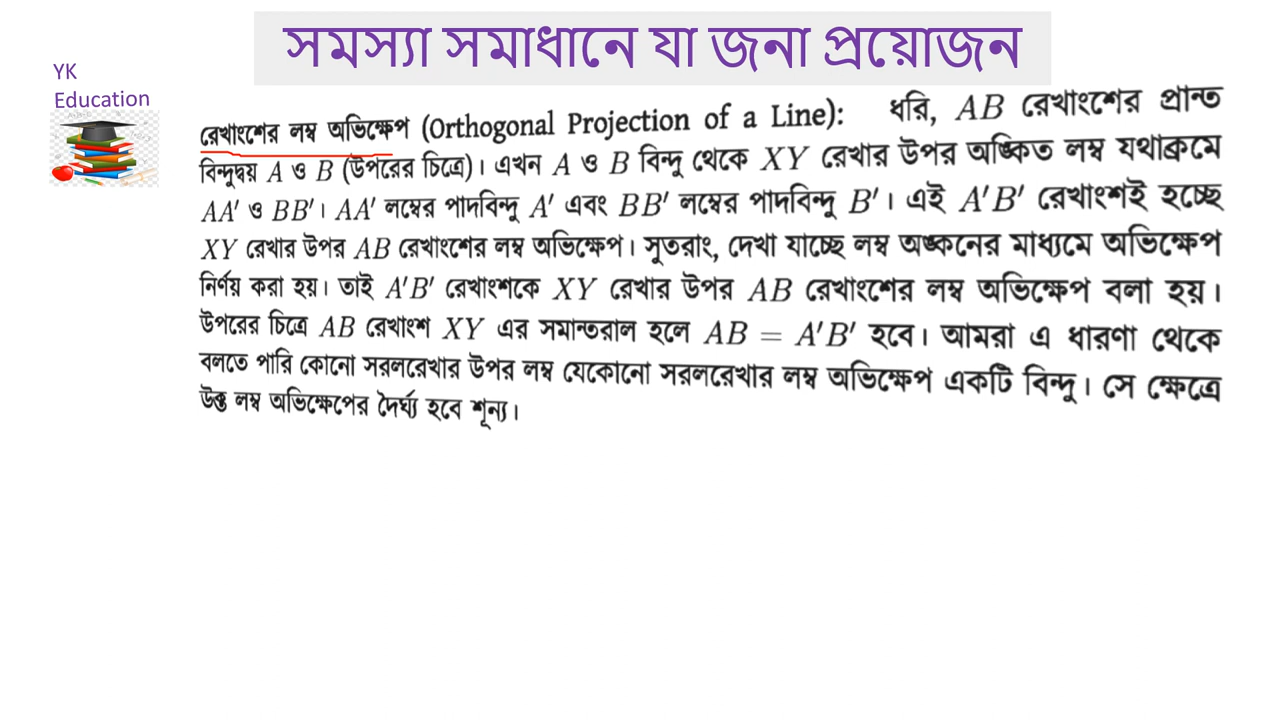 সমস্যা সমাধানে যা জনা প্রয়োজন
YK
Education
রেখাংশের লম্ব অভিক্ষেপ (Orthogonal Projection of a Line): ধরি, AB রেখাংশের প্রান্ত
বিন্দুদ্বয় A ও B (উপরের চিত্রে)। এখন A ও B বিন্দু থেকে XY রেখার উপর অঙ্কিত লম্ব যথাক্রমে
AA′ ও BB′। AA′ লম্বের পাদবিন্দু A′ এবং BB′ লম্বের পাদবিন্দু B′। এই A′B′ রেখাংশই হচ্ছে
XY রেখার উপর AB রেখাংশের লম্ব অভিক্ষেপ। সুতরাং, দেখা যাচ্ছে লম্ব অঙ্কনের মাধ্যমে অভিক্ষেপ
নির্ণয় করা হয়। তাই A′B′ রেখাংশকে XY রেখার উপর AB রেখাংশের লম্ব অভিক্ষেপ বলা হয়।
উপরের চিত্রে AB রেখাংশ XY এর সমান্তরাল হলে AB = A′B′ হবে। আমরা এ ধারণা থেকে
বলতে পারি কোনো সরলরেখার উপর লম্ব যেকোনো সরলরেখার লম্ব অভিক্ষেপ একটি বিন্দু। সে ক্ষেত্রে
উক্ত লম্ব অভিক্ষেপের দৈর্ঘ্য হবে শূন্য।